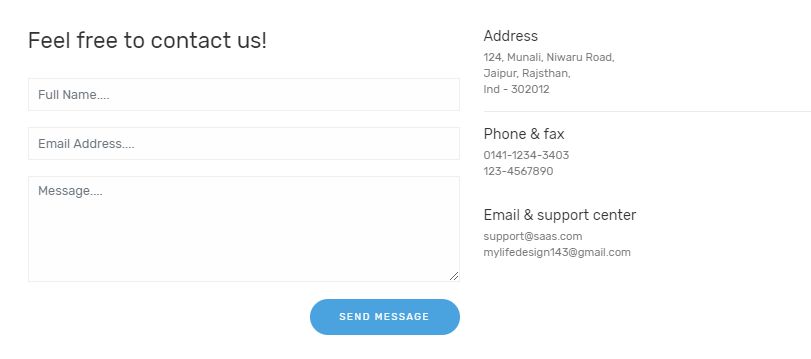 Feel free to contact us!
Full Name....
Email Address....
Message....
SEND MESSAGE
Address
124, Munali, Niwaru Road,
Jaipur, Rajsthan,
Ind - 302012
Phone & fax
0141-1234-3403
123-4567890
Email & support center
support@saas.com
mylifedesign143@gmail.com